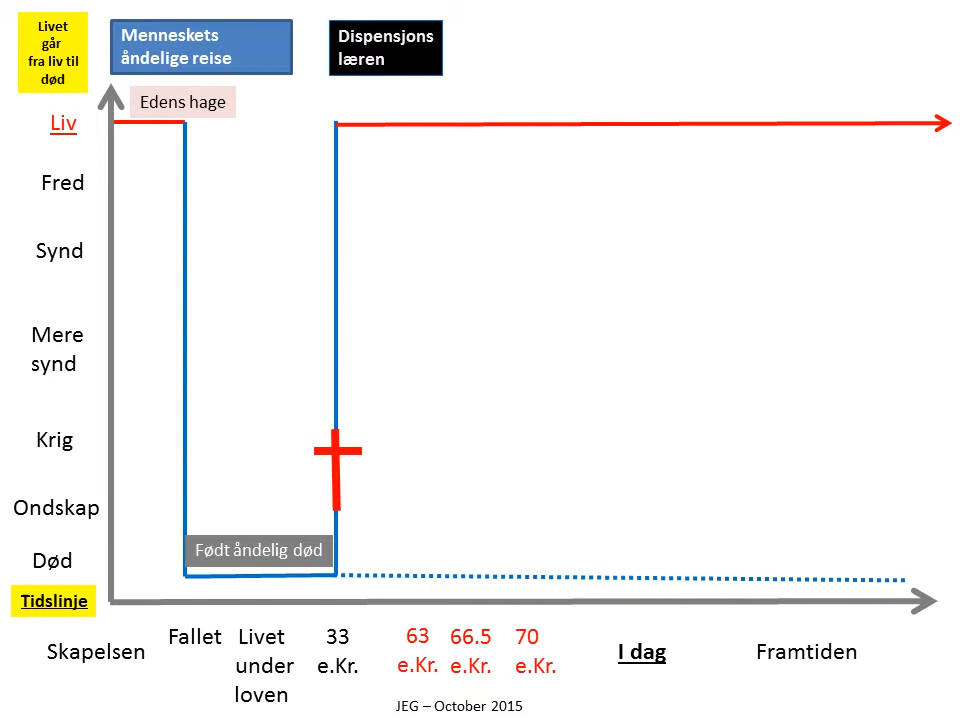 Livet
går
fra liv til
død
Menneskets
åndelige reise
Dispensjons
læren
Edens hage
Liv
Fred
Synd
Mere
synd
Krig
Ondskap
Født åndelig død
Død
Tidslinje
Skapelsen
Fallet
Livet
under
loven
33
e.Kr.
63
e.Kr.
66.5
e.Kr.
70
e.Kr.
I dag
Framtiden
JEG – October 2015